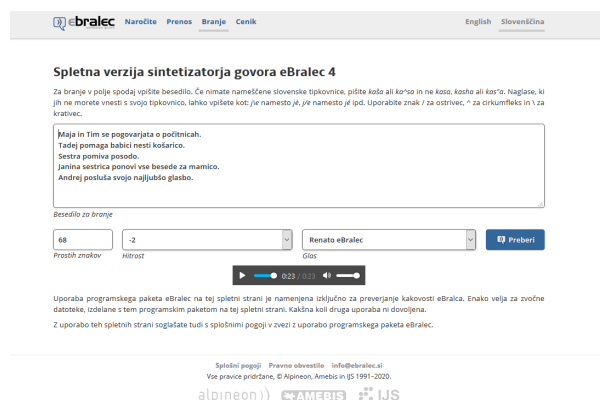 ebralec Naročite Prenos Branje Cenik English Slovenščina
Spletna verzija sintetizatorja govora eBralec 4
Za branje v polje spodaj vpišite besedilo. Če nimate nameščene slovenske tipkovnice, pišite kaša ali ka^sa in ne kasa, kasha ali kas"a. Naglase, ki
jih ne morete vnesti s svojo tipkovnico, lahko vpišete kot: j\e namesto jè, j/e namesto jé ipd. Uporabite znak / za ostrivec, ^ za cirkumfleks in \ za
krativec.
Maja in Tim se pogovarjata o počitnicah.
Tadej pomaga babici nesti košarico.
Sestra pomiva posodo.
Janina sestrica ponovi vse besede za mamico.
Andrej posluša svojo najljubšo glasbo.
Besedilo za branje
68 -2 Renato eBralec Preberi
Prostih znakov Hitrost Glas
0:23 / 0:23
Uporaba programskega paketa eBralec na tej spletni strani je namenjena izključno za preverjanje kakovosti eBralca. Enako velja za zvočne
datoteke, izdelane s tem programskim paketom na tej spletni strani. Kakšna koli druga uporaba ni dovoljena.
Z uporabo teh spletnih strani soglašate tudi s splošnimi pogoji v zvezi z uporabo programskega paketa eBralec.
Splošni pogoji Pravno obvestilo info@ebralec.si
Vse pravice pridržane, © Alpineon, Amebis in IJS 1991–2020.
alpineon AMEBIS IJS